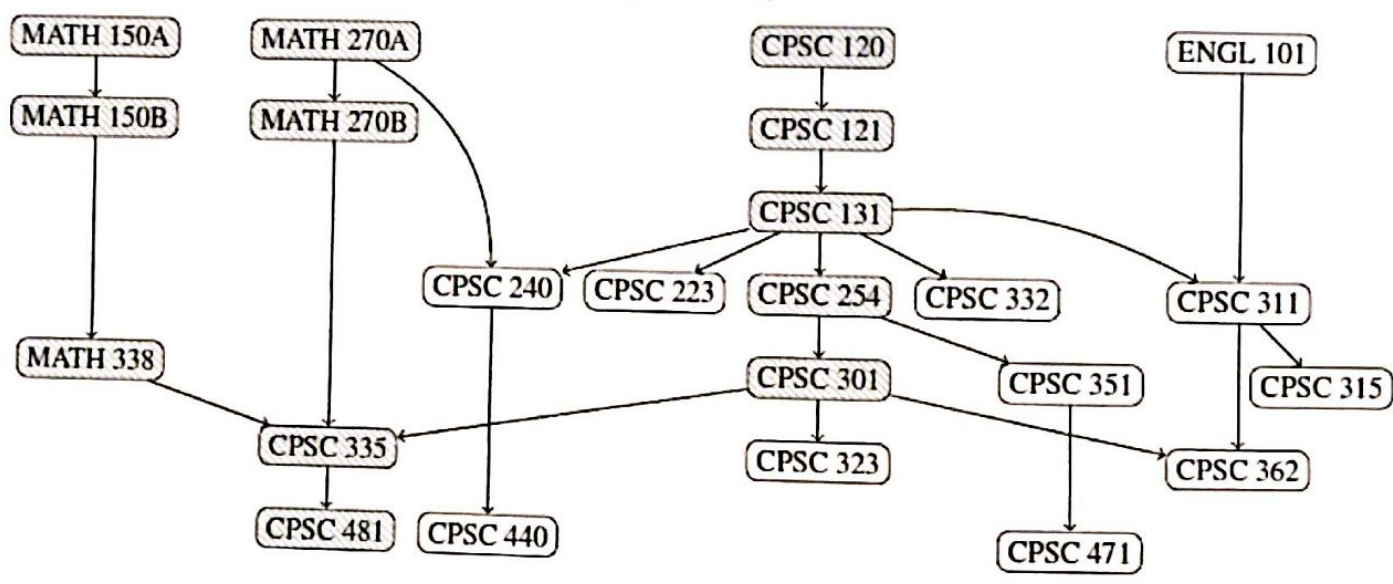 MATH 150A
MATH 270A
CPSC 120
ENGL 101
MATH 150B
MATH 270B
CPSC 121
CPSC 131
CPSC 240
CPSC 223
CPSC 254
CPSC 332
CPSC 311
MATH 338
CPSC 301
CPSC 351
CPSC 315
CPSC 335
CPSC 323
CPSC 362
CPSC 481
CPSC 440
CPSC 471